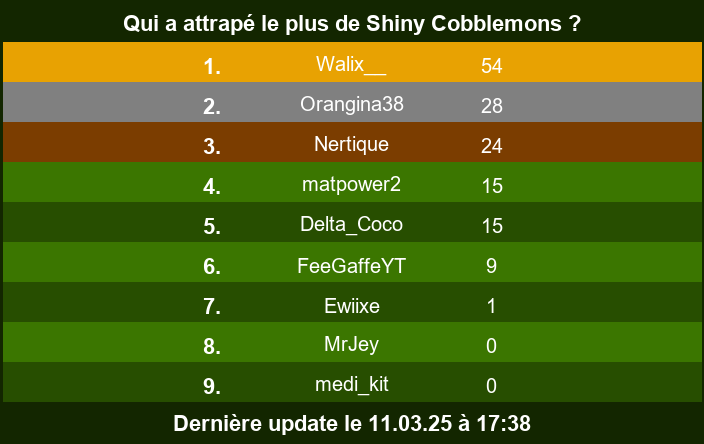 Qui a attrapé le plus de Shiny Cobblemons ?
1. Walix__ 54
2. Orangina38 28
3. Nertique 24
4. matpower2 15
5. Delta_Coco 15
6. FeeGaffeYT 9
7. Ewiixe 1
8. MrJey 0
9. medi_kit 0
Dernière update le 11.03.25 à 17:38